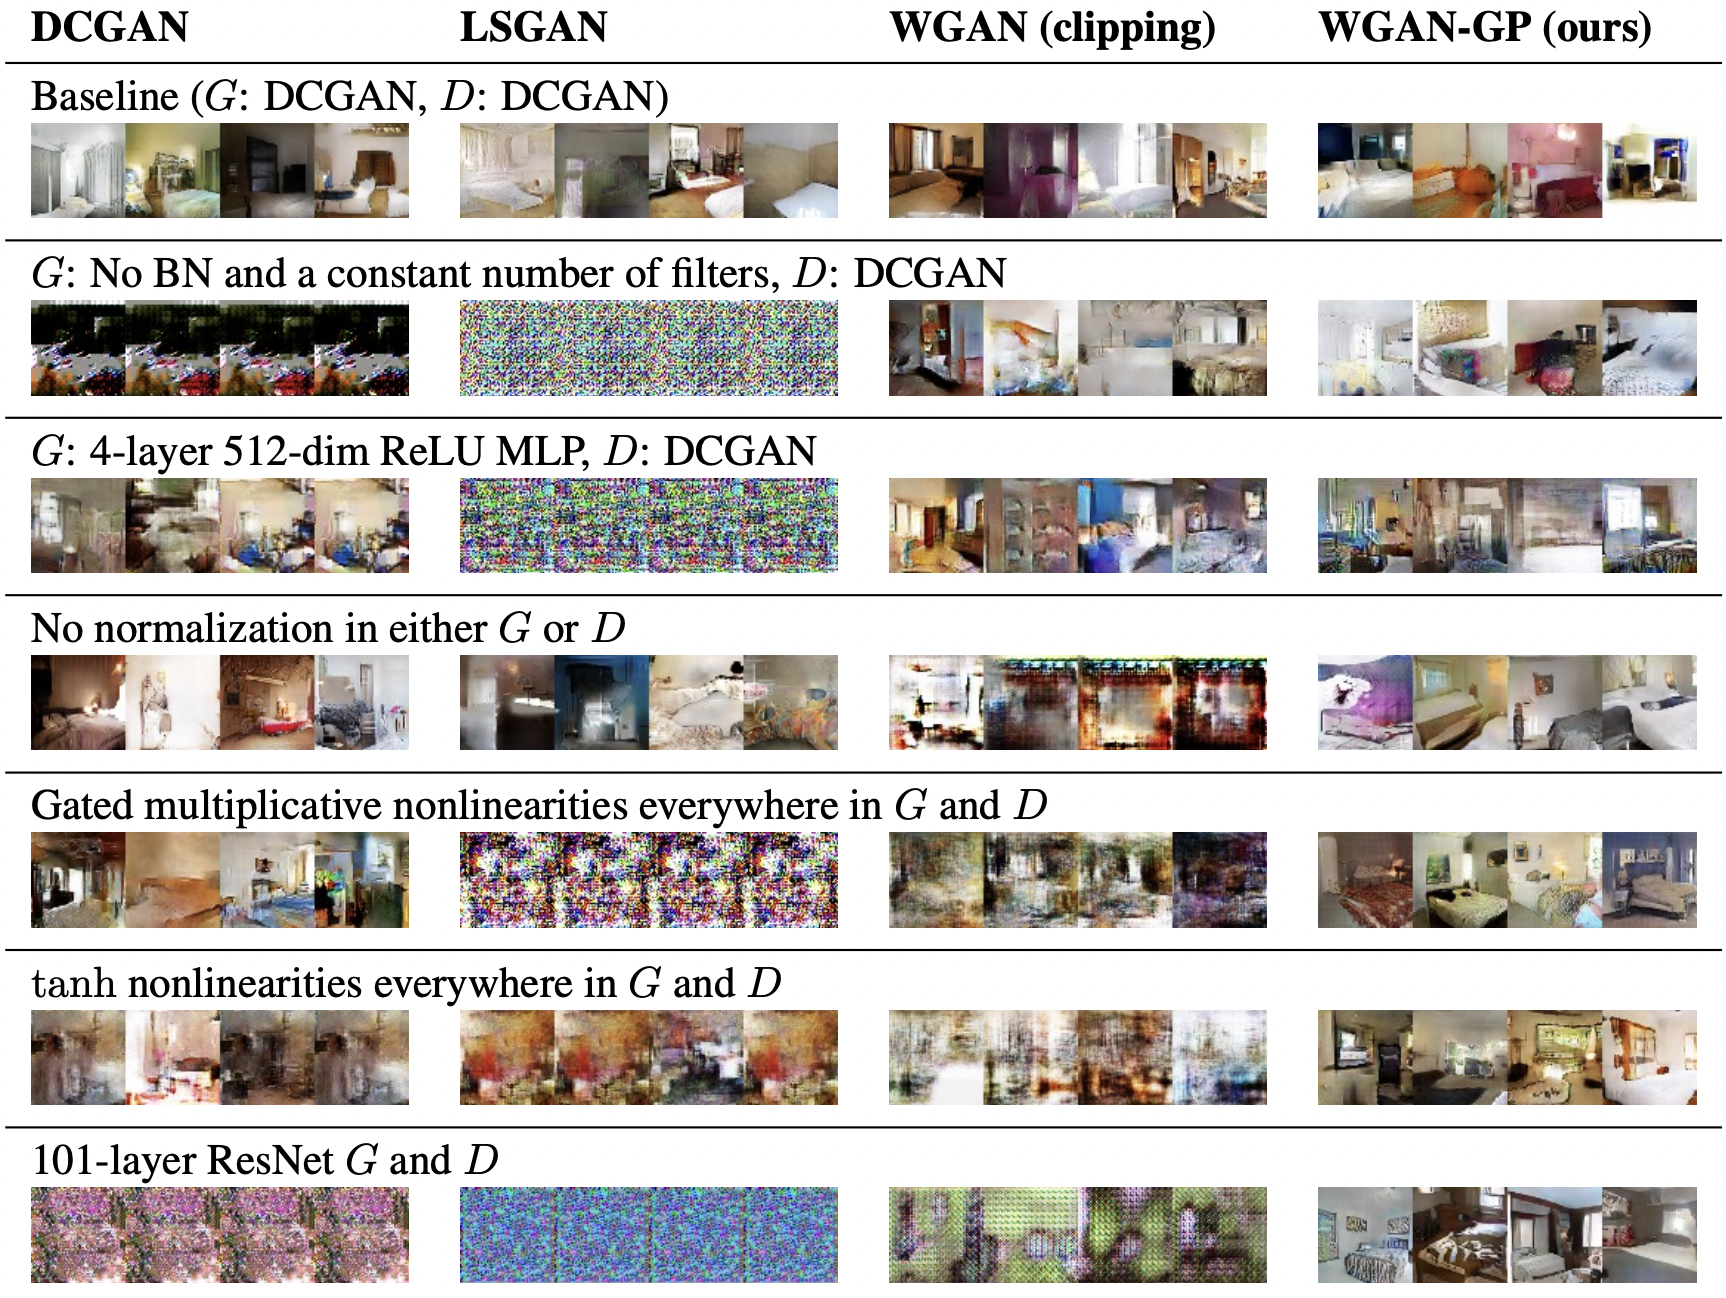 DCGAN LSGAN WGAN (clipping) WGAN-GP (ours)
Baseline (G: DCGAN, D: DCGAN)
G: No BN and a constant number of filters, D: DCGAN
G: 4-layer 512-dim ReLU MLP, D: DCGAN
No normalization in either G or D
Gated multiplicative nonlinearities everywhere in G and D
tanh nonlinearities everywhere in G and D
101-layer ResNet G and D